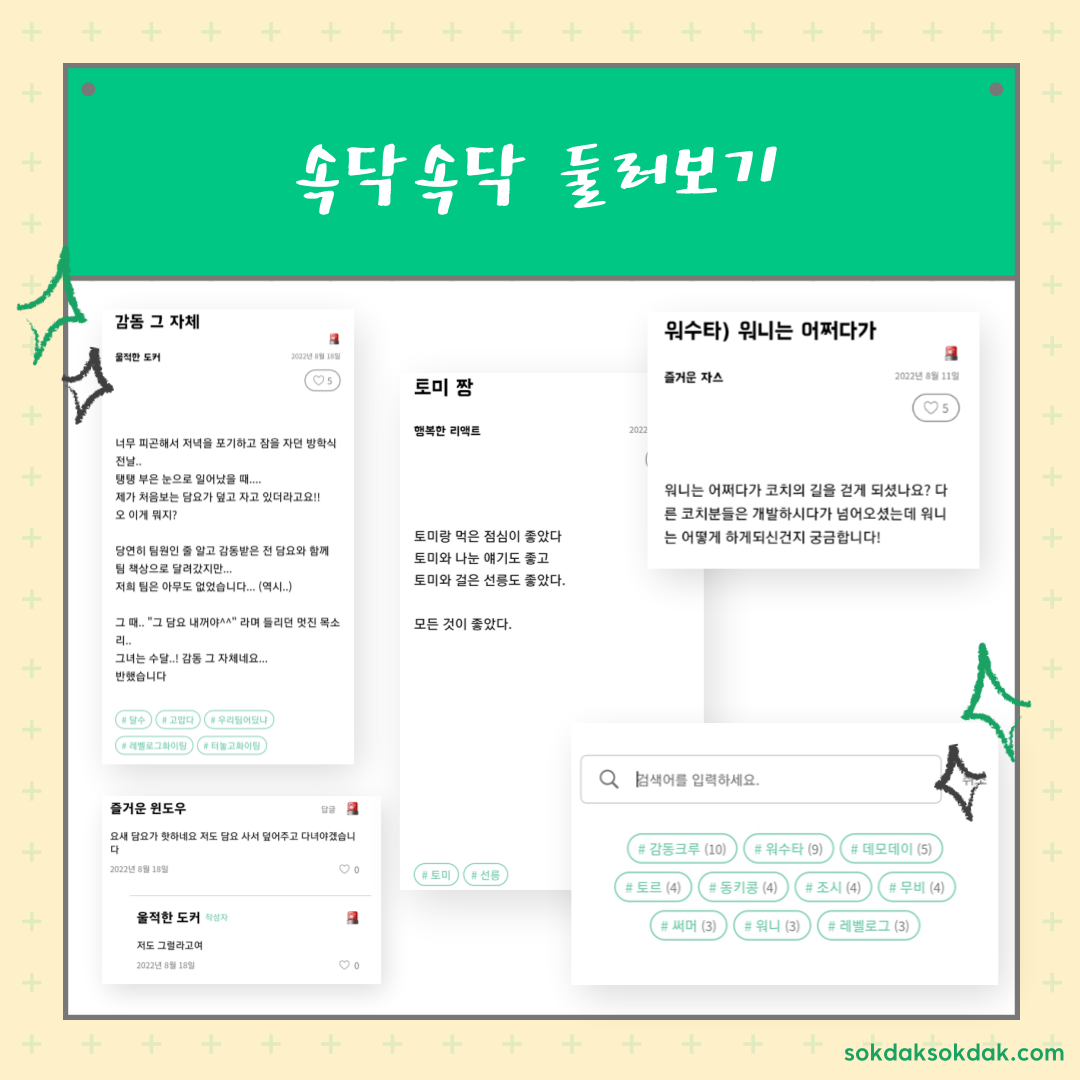 속닥속닥 둘러보기
감동 그 자체
울적한 도커
2022년 8월 18일
5
너무 피곤해서 저녁을 포기하고 잠을 자던 방학식
전날..
탱탱 부은 눈으로 일어났을 때....
제가 처음보는 담요가 덮고 자고 있더라고요!!
오 이게 뭐지?
당연히 팀원인 줄 알고 감동받은 전 담요와 함께
팀 책상으로 달려갔지만...
저희 팀은 아무도 없었습니다... (역시..)
그 때.. "그 담요 내꺼야^^" 라며 들리던 멋진 목소
리..
그녀는 수달..! 감동 그 자체네요...
반했습니다
# 달수 # 고맙다 # 우리팀어딨냐
# 레벨로그화이팅 # 터놓고화이팅
즐거운 윈도우
답글
요새 담요가 핫하네요 저도 담요 사서 덮어주고 다녀야겠습니
다
2022년 8월 18일
0
울적한 도커 작성자
저도 그럴라고여
2022년 8월 18일
0
토미 짱
행복한 리액트
2022
토미랑 먹은 점심이 좋았다
토미와 나눈 얘기도 좋고
토미와 걸은 선릉도 좋았다.
모든 것이 좋았다.
# 토미 # 선릉
워수타) 워니는 어쩌다가
즐거운 자스
2022년 8월 11일
5
워니는 어쩌다가 코치의 길을 걷게 되셨나요? 다
른 코치분들은 개발하시다가 넘어오셨는데 워니
는 어떻게 하게되신건지 궁금합니다!
검색어를 입력하세요.
# 감동크루 (10) # 워수타 (9) # 데모데이 (5)
# 토르 (4) # 동키콩 (4) # 조시 (4) # 무비 (4)
# 써머 (3) # 워니 (3) # 레벨로그 (3)
sokdaksokdak.com